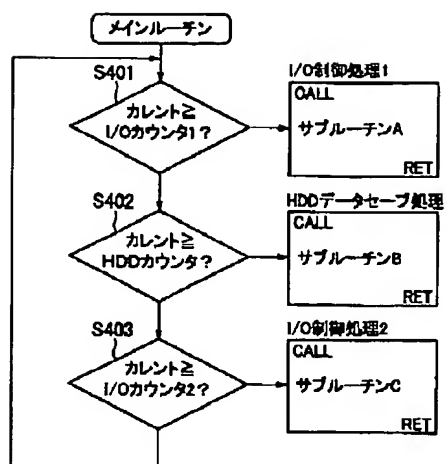 メインルーチン
S401
カレント≧
I/Oカウンタ1?
I/O制御処理1
CALL
サブルーチンA
RET
S402
カレント≧
HDDカウンタ?
HDDデータセーブ処理
CALL
サブルーチンB
RET
S403
カレント≧
I/Oカウンタ2?
I/O制御処理2
CALL
サブルーチンC
RET